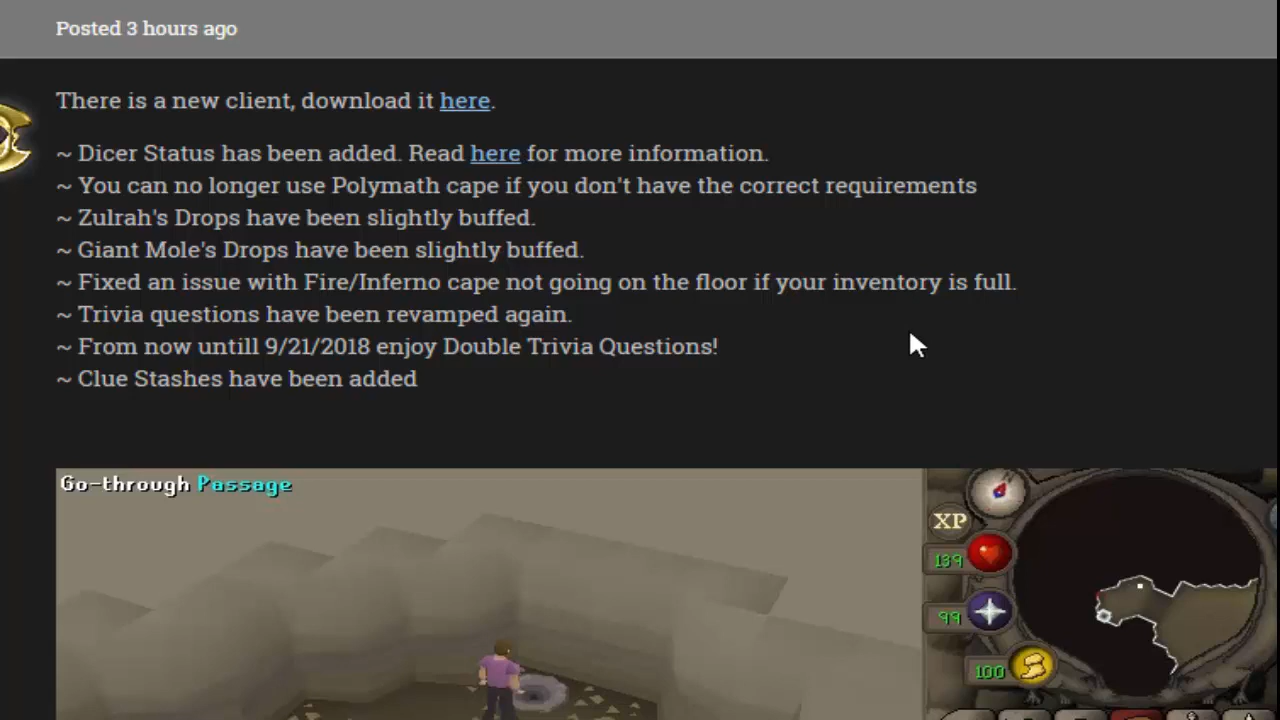 Posted 3 hours ago
There is a new client, download it here.
~ Dicer Status has been added. Read here for more information.
~ You can no longer use Polymath cape if you don't have the correct requirements
~ Zulrah's Drops have been slightly buffed.
~ Giant Mole's Drops have been slightly buffed.
~ Fixed an issue with Fire/Inferno cape not going on the floor if your inventory is full.
~ Trivia questions have been revamped again.
~ From now untill 9/21/2018 enjoy Double Trivia Questions!
~ Clue Stashes have been added
Go-through Passage
XP
139
99
100